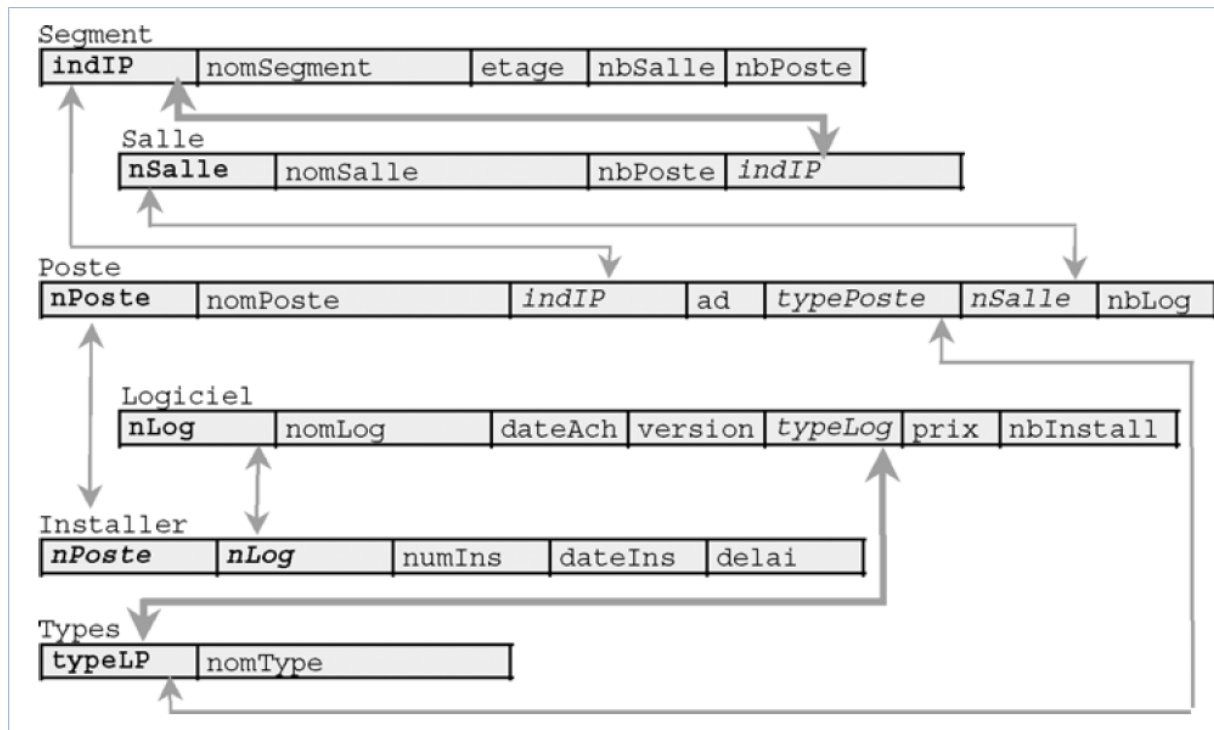 Segment
indIP nomSegment etage nbSalle nbPoste
Salle
nSalle nomSalle nbPoste indIP
Poste
nPoste nomPoste indIP ad typePoste nSalle nbLog
Logiciel
nLog nomLog dateAch version typeLog prix nbInstall
Installer
nPoste nLog numIns dateIns delai
Types
typeLP nomType